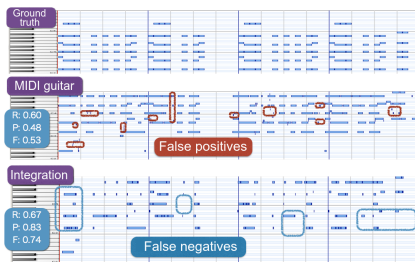 Ground
truth
MIDI guitar
R: 0.60
P: 0.48
F: 0.53
False positives
Integration
R: 0.67
P: 0.83
F: 0.74
False negatives